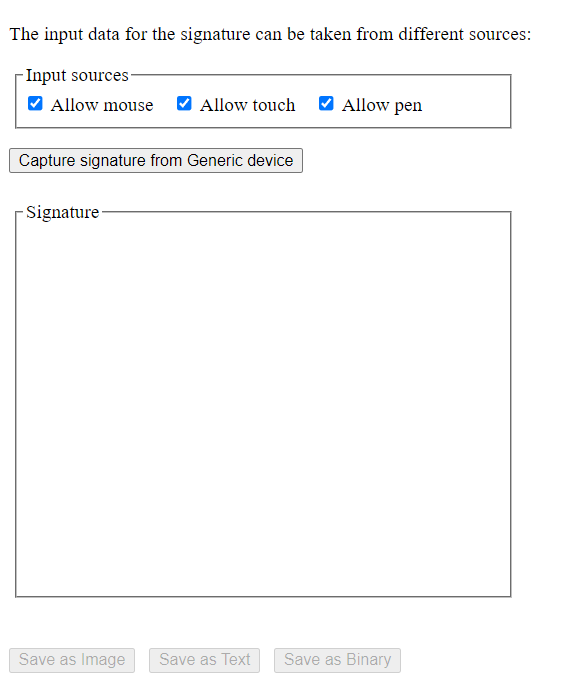 The input data for the signature can be taken from different sources:
Input sources
Allow mouse Allow touch Allow pen
Capture signature from Generic device
Signature
Save as Image Save as Text Save as Binary